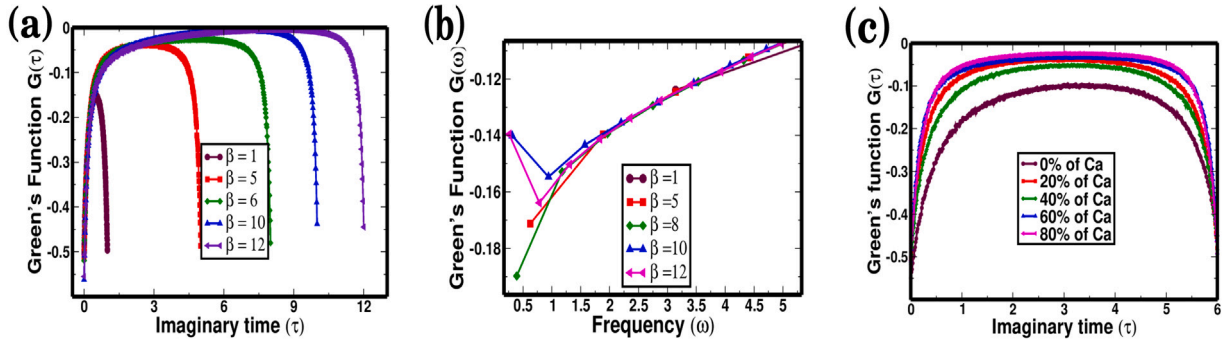 (a)
Green's Function G(τ)
0
-0.1
-0.2
-0.3
-0.4
-0.5
0 3 6 9 12
Imaginary time (τ)
β = 1
β = 5
β = 6
β = 10
β = 12
(b)
Green's Function G(ω)
-0.12
-0.14
-0.16
-0.18
0.5 1 1.5 2 2.5 3 3.5 4 4.5 5
Frequency (ω)
β =1
β =5
β =8
β =10
β =12
(c)
Green's function G(τ)
0
-0.1
-0.2
-0.3
-0.4
-0.5
0 1 2 3 4 5 6
Imaginary time (τ)
0% of Ca
20% of Ca
40% of Ca
60% of Ca
80% of Ca